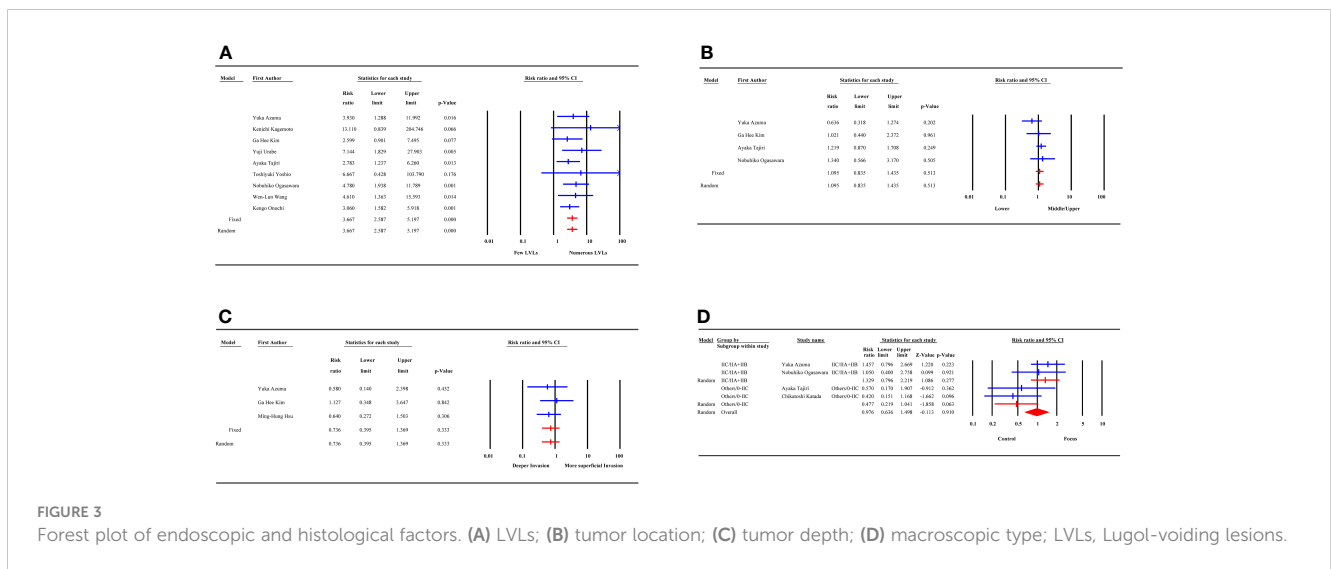 A
Model First Author Statistics for each study Risk ratio and 95% CI
Risk Lower Upper
ratio limit limit p-Value
Yuka Azuma 3.930 1.288 11.992 0.016
Kenichi Kagemoto 13.110 0.839 204.746 0.066
Ga Hee Kim 2.599 0.901 7.495 0.077
Yuji Urabe 7.144 1.829 27.903 0.005
Ayaka Tajiri 2.783 1.237 6.260 0.013
Toshiyuki Yoshio 6.667 0.428 103.790 0.176
Nobuhiko Ogasawara 4.780 1.938 11.789 0.001
Wen-Lun Wang 4.610 1.363 15.593 0.014
Kengo Onochi 3.060 1.582 5.918 0.001
Fixed 3.667 2.587 5.197 0.000
Random 3.667 2.587 5.197 0.000
0.01 0.1 1 10 100
Few LVLs Numerous LVLs
B
Model First Author Statistics for each study Risk ratio and 95% CI
Risk Lower Upper
ratio limit limit p-Value
Yuka Azuma 0.636 0.318 1.274 0.202
Ga Hee Kim 1.021 0.440 2.372 0.961
Ayaka Tajiri 1.219 0.870 1.708 0.249
Nobuhiko Ogasawara 1.340 0.566 3.170 0.505
Fixed 1.095 0.835 1.435 0.513
Random 1.095 0.835 1.435 0.513
0.01 0.1 1 10 100
Lower Middle/Upper
C
Model First Author Statistics for each study Risk ratio and 95% CI
Risk Lower Upper
ratio limit limit p-Value
Yuka Azuma 0.580 0.140 2.398 0.452
Ga Hee Kim 1.127 0.348 3.647 0.842
Ming-Hung Hsu 0.640 0.272 1.503 0.306
Fixed 0.736 0.395 1.369 0.333
Random 0.736 0.395 1.369 0.333
0.01 0.1 1 10 100
Deeper Invasion More superficial Invasion
D
Model Group by Study name Statistics for each study Risk ratio and 95% CI
Subgroup within study
Risk Lower Upper
ratio limit limit Z-Value p-Value
IIC/IIA+IIB Yuka Azuma IIC/IIA+IIB 1.457 0.796 2.669 1.220 0.223
IIC/IIA+IIB Nobuhiko Ogasawara IIC/IIA+IIB 1.050 0.400 2.758 0.099 0.921
Random IIC/IIA+IIB 1.329 0.796 2.219 1.086 0.277
Others/0-IIC Ayaka Tajiri Others/0-IIC 0.570 0.170 1.907 -0.912 0.362
Others/0-IIC Chikatoshi Katada Others/0-IIC 0.420 0.151 1.168 -1.662 0.096
Random Others/0-IIC 0.477 0.219 1.041 -1.858 0.063
Random Overall 0.976 0.636 1.498 -0.113 0.910
0.1 0.2 0.5 1 2 5 10
Control Focus
FIGURE 3
Forest plot of endoscopic and histological factors. (A) LVLs; (B) tumor location; (C) tumor depth; (D) macroscopic type; LVLs, Lugol-voiding lesions.